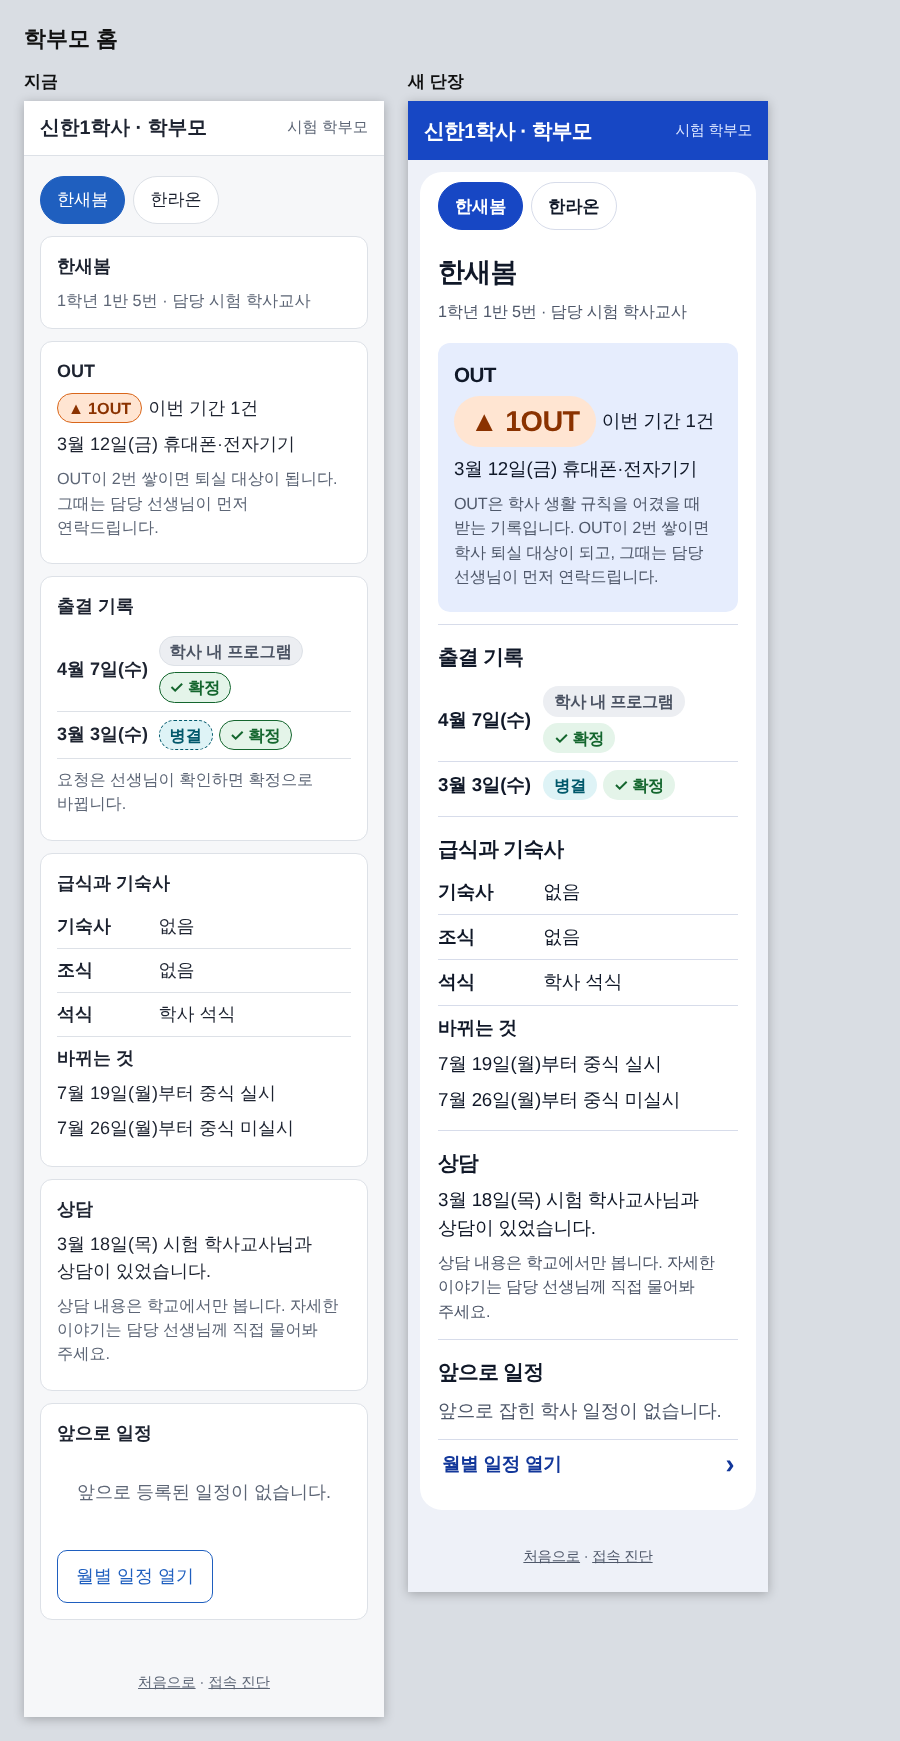 학부모 홈
지금
신한1학사 · 학부모
시험 학부모
한새봄
한라온
한새봄
1학년 1반 5번 · 담당 시험 학사교사
OUT
▲ 1OUT 이번 기간 1건
3월 12일(금) 휴대폰·전자기기
OUT이 2번 쌓이면 퇴실 대상이 됩니다.
그때는 담당 선생님이 먼저
연락드립니다.
출결 기록
4월 7일(수)
학사 내 프로그램
✓ 확정
3월 3일(수) 병결 ✓ 확정
요청은 선생님이 확인하면 확정으로
바뀝니다.
급식과 기숙사
기숙사 없음
조식 없음
석식 학사 석식
바뀌는 것
7월 19일(월)부터 중식 실시
7월 26일(월)부터 중식 미실시
상담
3월 18일(목) 시험 학사교사님과
상담이 있었습니다.
상담 내용은 학교에서만 봅니다. 자세한
이야기는 담당 선생님께 직접 물어봐
주세요.
앞으로 일정
앞으로 등록된 일정이 없습니다.
월별 일정 열기
처음으로 · 접속 진단
새 단장
신한1학사 · 학부모
시험 학부모
한새봄
한라온
한새봄
1학년 1반 5번 · 담당 시험 학사교사
OUT
▲ 1OUT 이번 기간 1건
3월 12일(금) 휴대폰·전자기기
OUT은 학사 생활 규칙을 어겼을 때
받는 기록입니다. OUT이 2번 쌓이면
학사 퇴실 대상이 되고, 그때는 담당
선생님이 먼저 연락드립니다.
출결 기록
4월 7일(수)
학사 내 프로그램
✓ 확정
3월 3일(수) 병결 ✓ 확정
급식과 기숙사
기숙사 없음
조식 없음
석식 학사 석식
바뀌는 것
7월 19일(월)부터 중식 실시
7월 26일(월)부터 중식 미실시
상담
3월 18일(목) 시험 학사교사님과
상담이 있었습니다.
상담 내용은 학교에서만 봅니다. 자세한
이야기는 담당 선생님께 직접 물어봐
주세요.
앞으로 일정
앞으로 잡힌 학사 일정이 없습니다.
월별 일정 열기 ›
처음으로 · 접속 진단